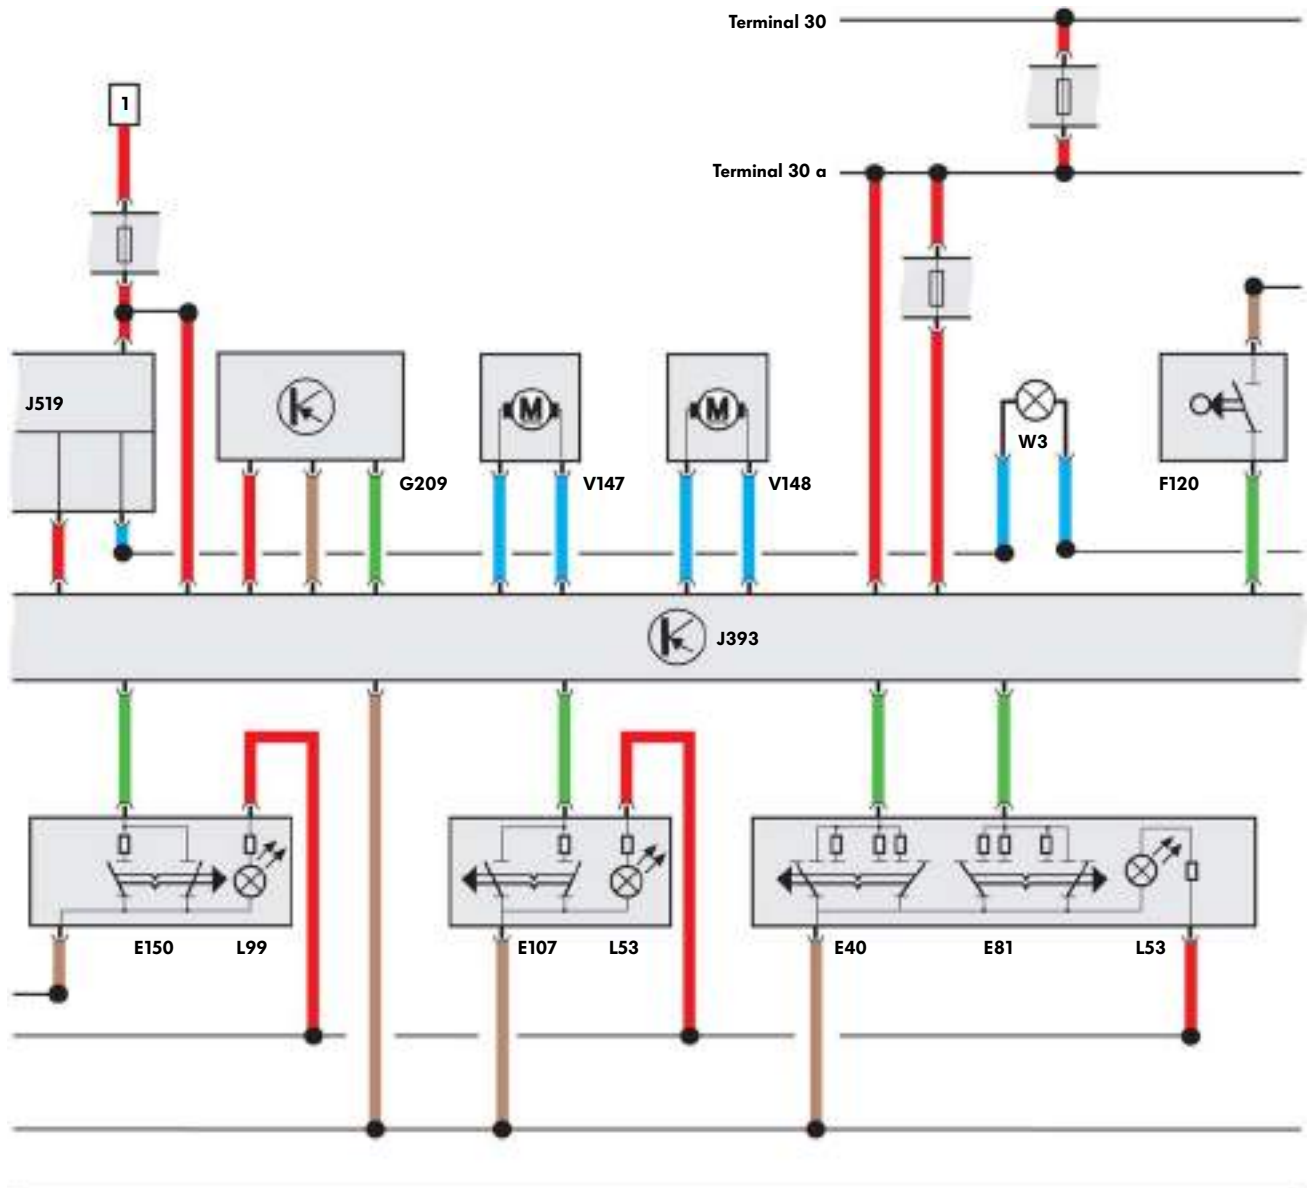 Terminal 30
1
Terminal 30 a
J519
M
M
W3
G209
V147
V148
F120
J393
E150
L99
E107
L53
E40
E81
L53